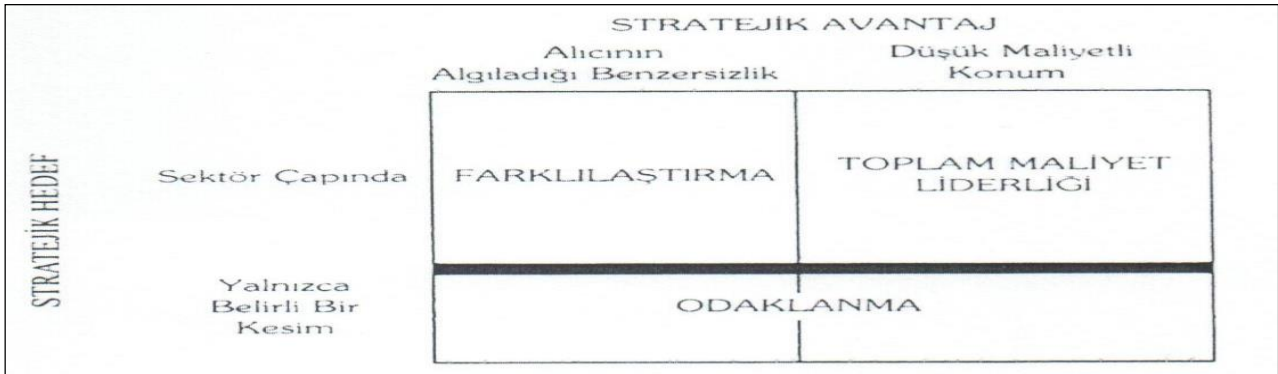 STRATEJİK AVANTAJ
Alıcının
Algıladığı Benzersizlik
Düşük Maliyetli
Konum
STRATEJİK HEDEF
Sektör Çapında
FARKLILAŞTIRMA
TOPLAM MALİYET
LİDERLİĞİ
Yalnızca
Belirli Bir
Kesim
ODAKLANMA